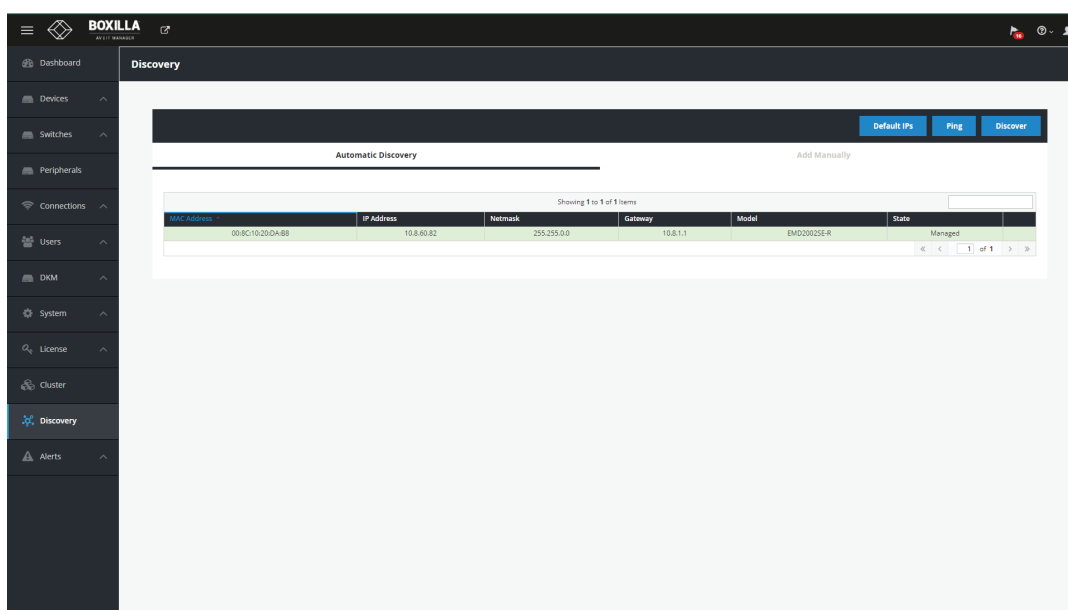 BOXILLA
AV & IT MANAGER
16
Dashboard
Discovery
Devices
Default IPs
Ping
Discover
Switches
Automatic Discovery
Add Manually
Peripherals
Showing 1 to 1 of 1 Items
Connections
MAC Address
IP Address
Netmask
Gateway
Model
State
00:8C:10:20:DA:B8
10.8.60.82
255.255.0.0
10.8.1.1
EMD2002SE-R
Managed
Users
1 of 1
DKM
System
License
Cluster
Discovery
Alerts